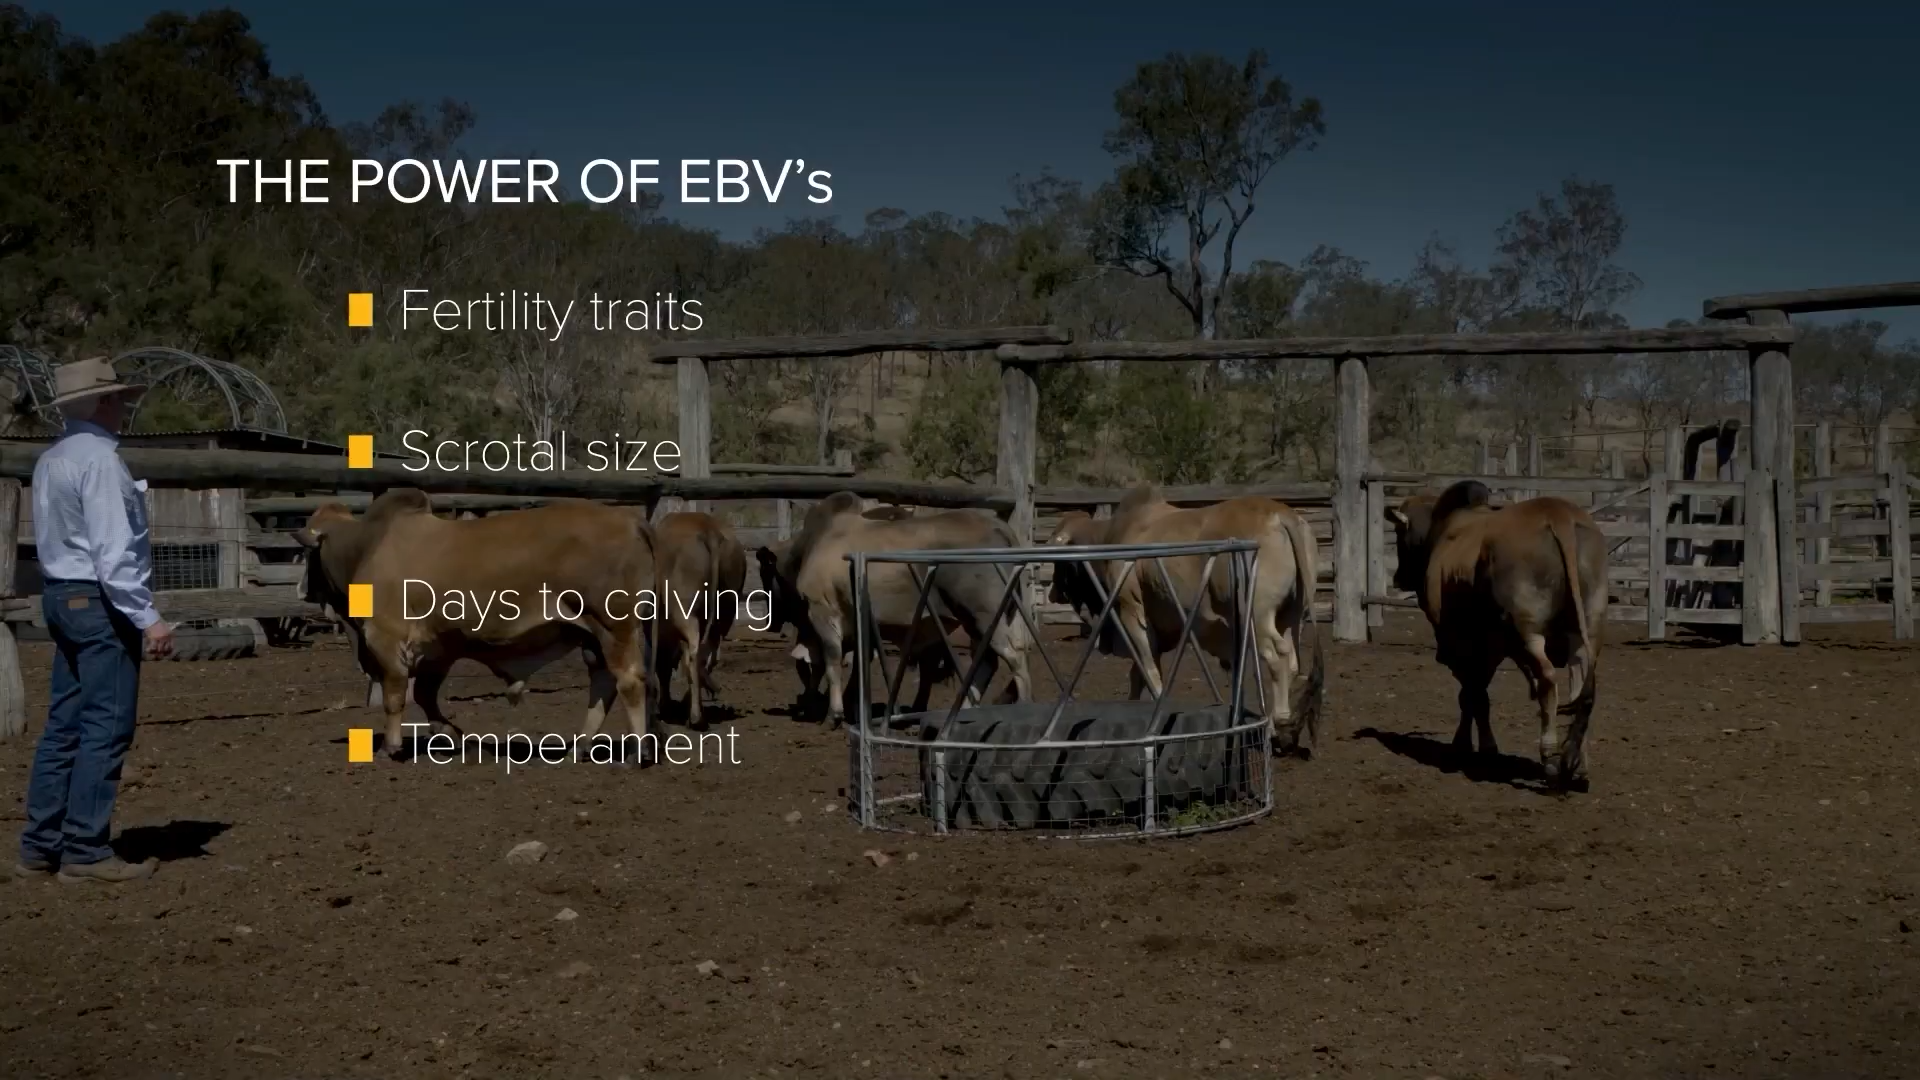 THE POWER OF EBV’s
Fertility traits
Scrotal size
Days to calving
Temperament